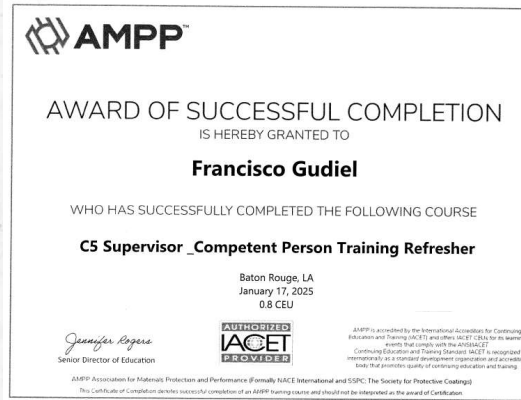 AMPP™
AWARD OF SUCCESSFUL COMPLETION
IS HEREBY GRANTED TO
Francisco Gudiel
WHO HAS SUCCESSFULLY COMPLETED THE FOLLOWING COURSE
C5 Supervisor _Competent Person Training Refresher
Baton Rouge, LA
January 17, 2025
0.8 CEU
Jennifer Rogers
Senior Director of Education
AUTHORIZED
IACET
PROVIDER
AMPP is accredited by the International Accreditors for Continuing
Education and Training (IACET) and offers IACET CEUs for its learning
events that comply with the ANSI/IACET
Continuing Education and Training Standard. IACET is recognized
internationally as a standard development organization and accrediting
body that promotes quality of continuing education and training.
AMPP Association for Materials Protection and Performance (Formally NACE International and SSPC; The Society for Protective Coatings)
This Certificate of Completion denotes successful completion of an AMPP training course and should not be interpreted as the award of Certification.